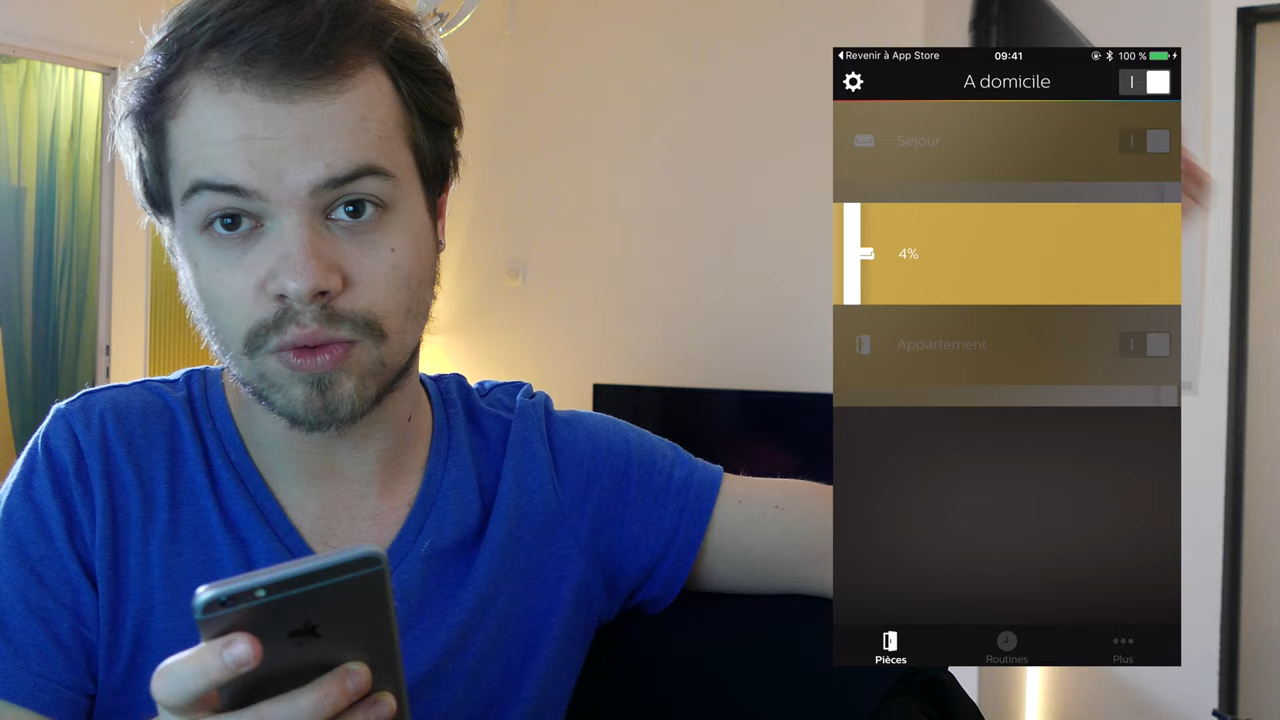 Revenir à App Store 09:41 100 %
A domicile
Séjour
4%
Appartement
Pièces Routines Plus